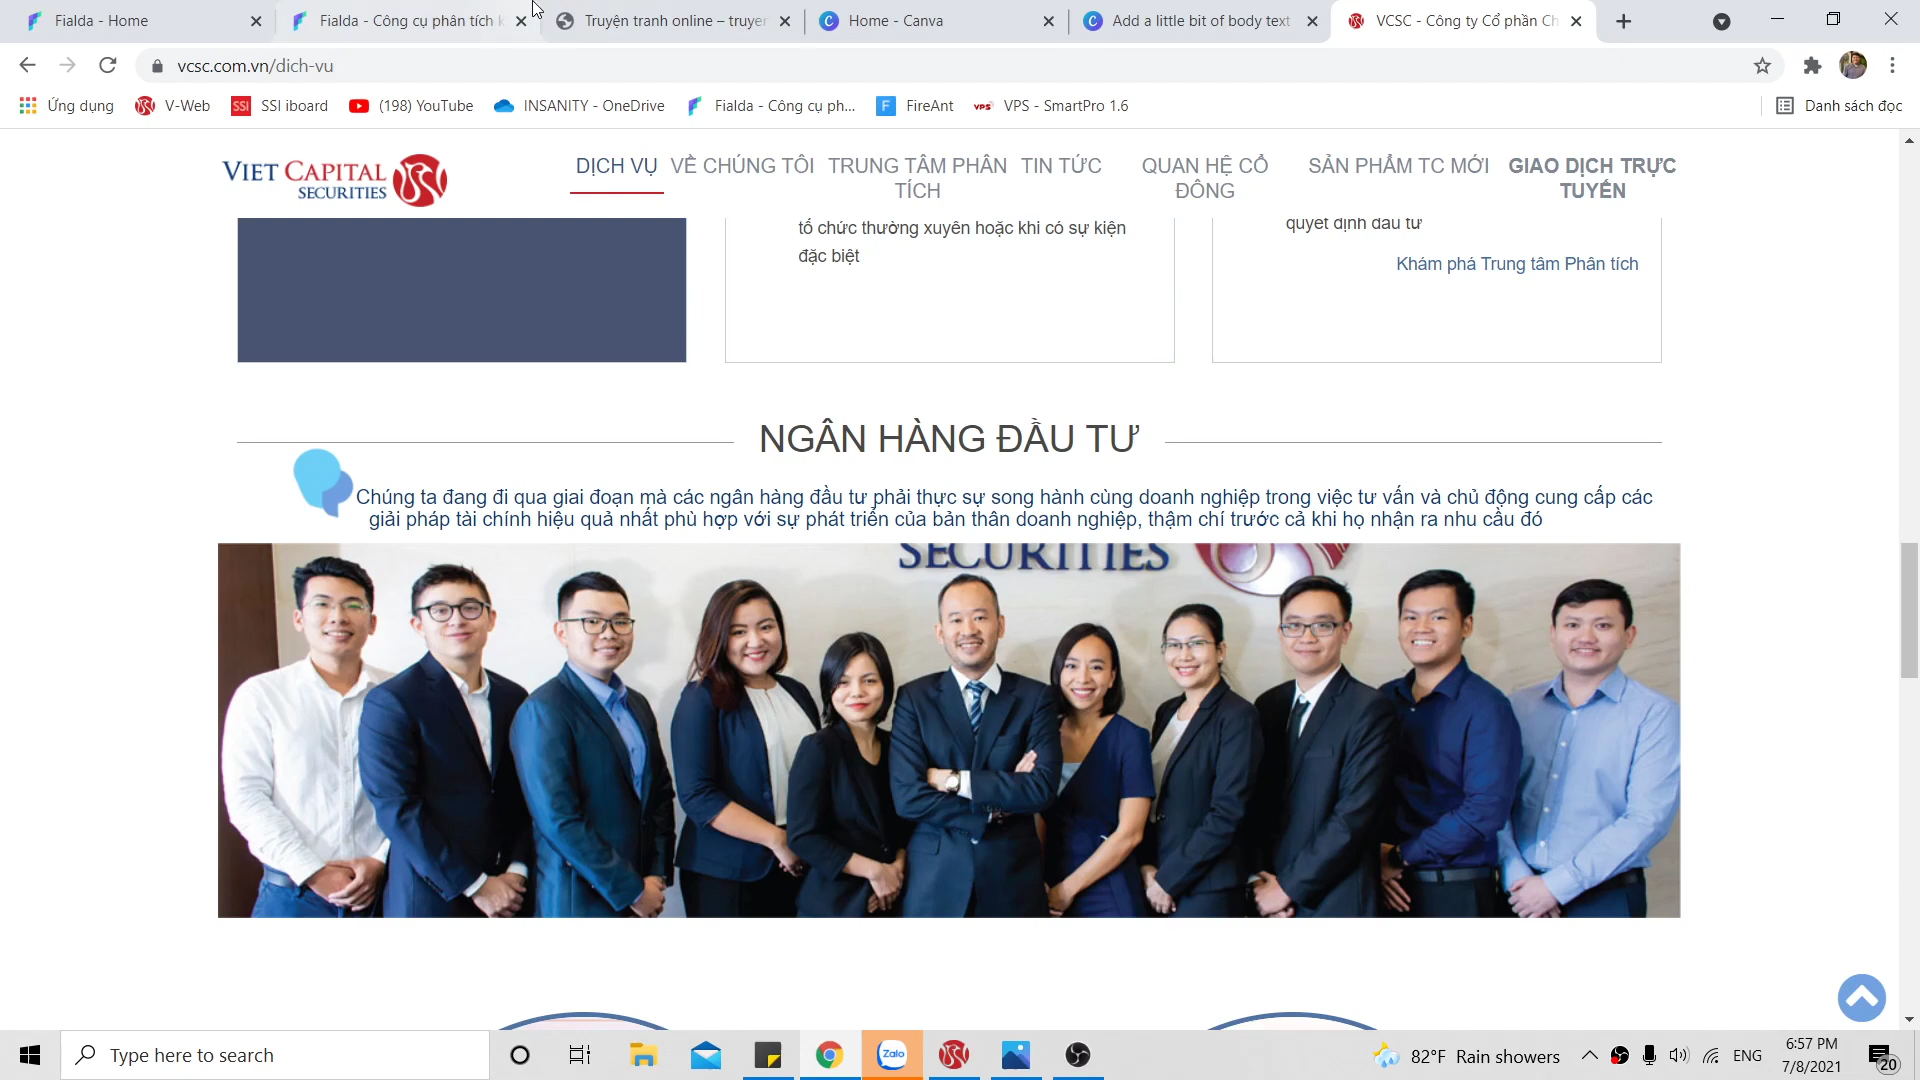 Fialda - Home
Fialda - Công cụ phân tích k
Truyện tranh online – truyen
Home - Canva
Add a little bit of body text
VCSC - Công ty Cổ phần Ch
vcsc.com.vn/dich-vu
Ứng dụng
V-Web
SSI iboard
(198) YouTube
INSANITY - OneDrive
Fialda - Công cụ ph...
FireAnt
VPS - SmartPro 1.6
Danh sách đọc
VIET CAPITAL
SECURITIES
DỊCH VỤ
VỀ CHÚNG TÔI
TRUNG TÂM PHÂN
TÍCH
TIN TỨC
QUAN HỆ CỔ
ĐÔNG
SẢN PHẨM TC MỚI
GIAO DỊCH TRỰC
TUYẾN
tổ chức thường xuyên hoặc khi có sự kiện
đặc biệt
quyết định đầu tư
Khám phá Trung tâm Phân tích
NGÂN HÀNG ĐẦU TƯ
Chúng ta đang đi qua giai đoạn mà các ngân hàng đầu tư phải thực sự song hành cùng doanh nghiệp trong việc tư vấn và chủ động cung cấp các
giải pháp tài chính hiệu quả nhất phù hợp với sự phát triển của bản thân doanh nghiệp, thậm chí trước cả khi họ nhận ra nhu cầu đó
SECURITIES
Type here to search
Zalo
82°F Rain showers
ENG
6:57 PM
7/8/2021
20